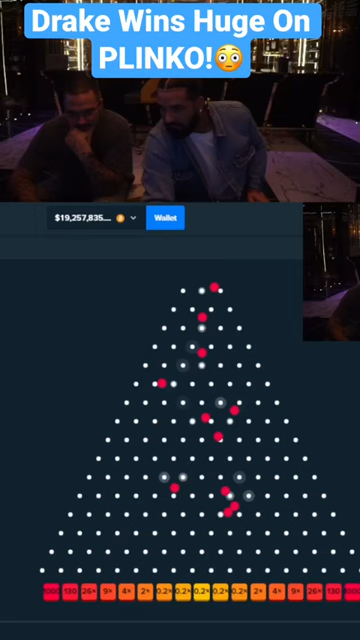 Drake Wins Huge On
PLINKO!😳
$19,257,835.... Wallet
1000 130 26× 9× 4× 2× 0.2× 0.2× 0.2× 0.2× 0.2× 2× 4× 9× 26× 130 1000